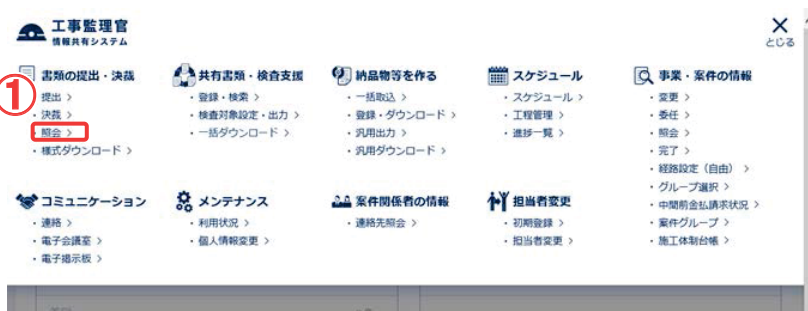 工事監理官
情報共有システム
とじる
①
書類の提出・決裁
・提出 >
・決裁 >
・照会 >
・様式ダウンロード >
共有書類・検査支援
・登録・検索 >
・検査対象設定・出力 >
・一括ダウンロード >
納品物等を作る
・一括取込 >
・登録・ダウンロード >
・汎用出力 >
・汎用ダウンロード >
スケジュール
・スケジュール >
・工程管理 >
・進捗一覧 >
事業・案件の情報
・変更 >
・委任 >
・照会 >
・完了 >
・経路設定（自由） >
・グループ選択 >
・中間前金払請求状況 >
・案件グループ >
・施工体制台帳 >
コミュニケーション
・連絡 >
・電子会議室 >
・電子掲示板 >
メンテナンス
・利用状況 >
・個人情報変更 >
案件関係者の情報
・連絡先照会 >
担当者変更
・初期登録 >
・担当者変更 >